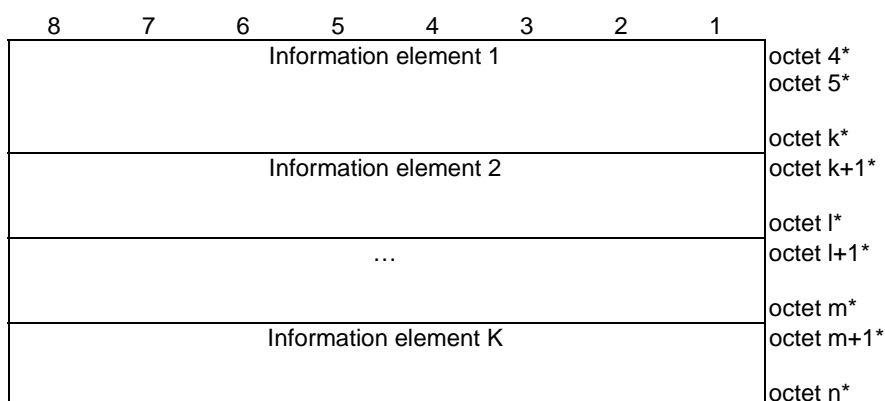 8 7 6 5 4 3 2 1
Information element 1 octet 4*
octet 5*
octet k*
Information element 2 octet k+1*
octet l*
… octet l+1*
octet m*
Information element K octet m+1*
octet n*